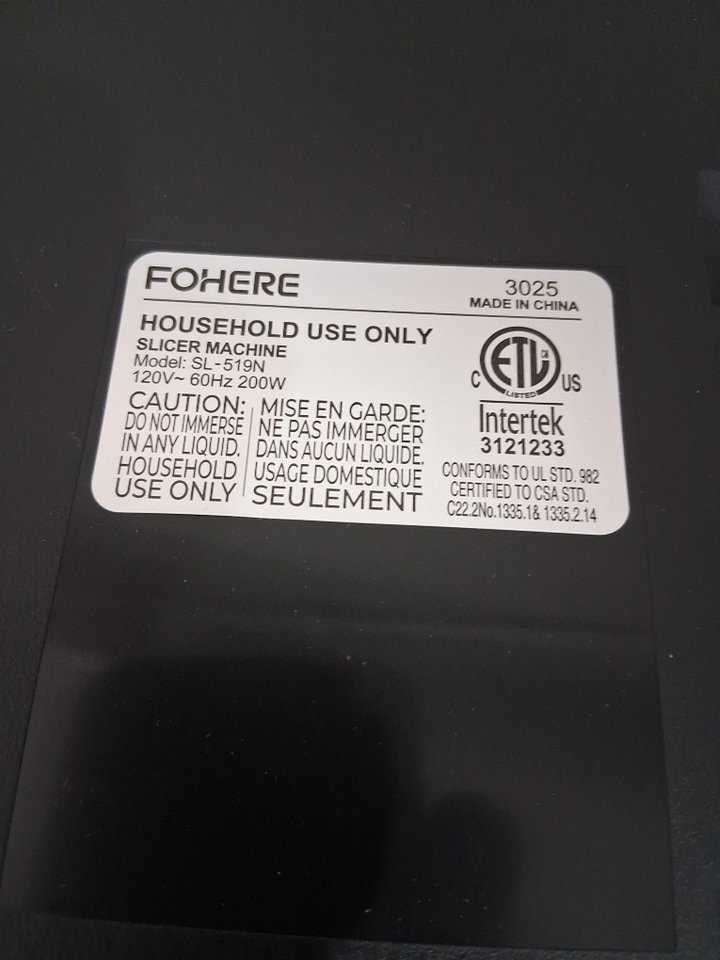 FOHERE
3025
MADE IN CHINA
HOUSEHOLD USE ONLY
SLICER MACHINE
Model: SL-519N
120V~ 60Hz 200W
CAUTION:
DO NOT IMMERSE
IN ANY LIQUID.
HOUSEHOLD
USE ONLY
MISE EN GARDE:
NE PAS IMMERGER
DANS AUCUN LIQUIDE.
USAGE DOMESTIQUE
SEULEMENT
ETL
CM
LISTED
C US
Intertek
3121233
CONFORMS TO UL STD. 982
CERTIFIED TO CSA STD.
C22.2No.1335.1& 1335.2.14